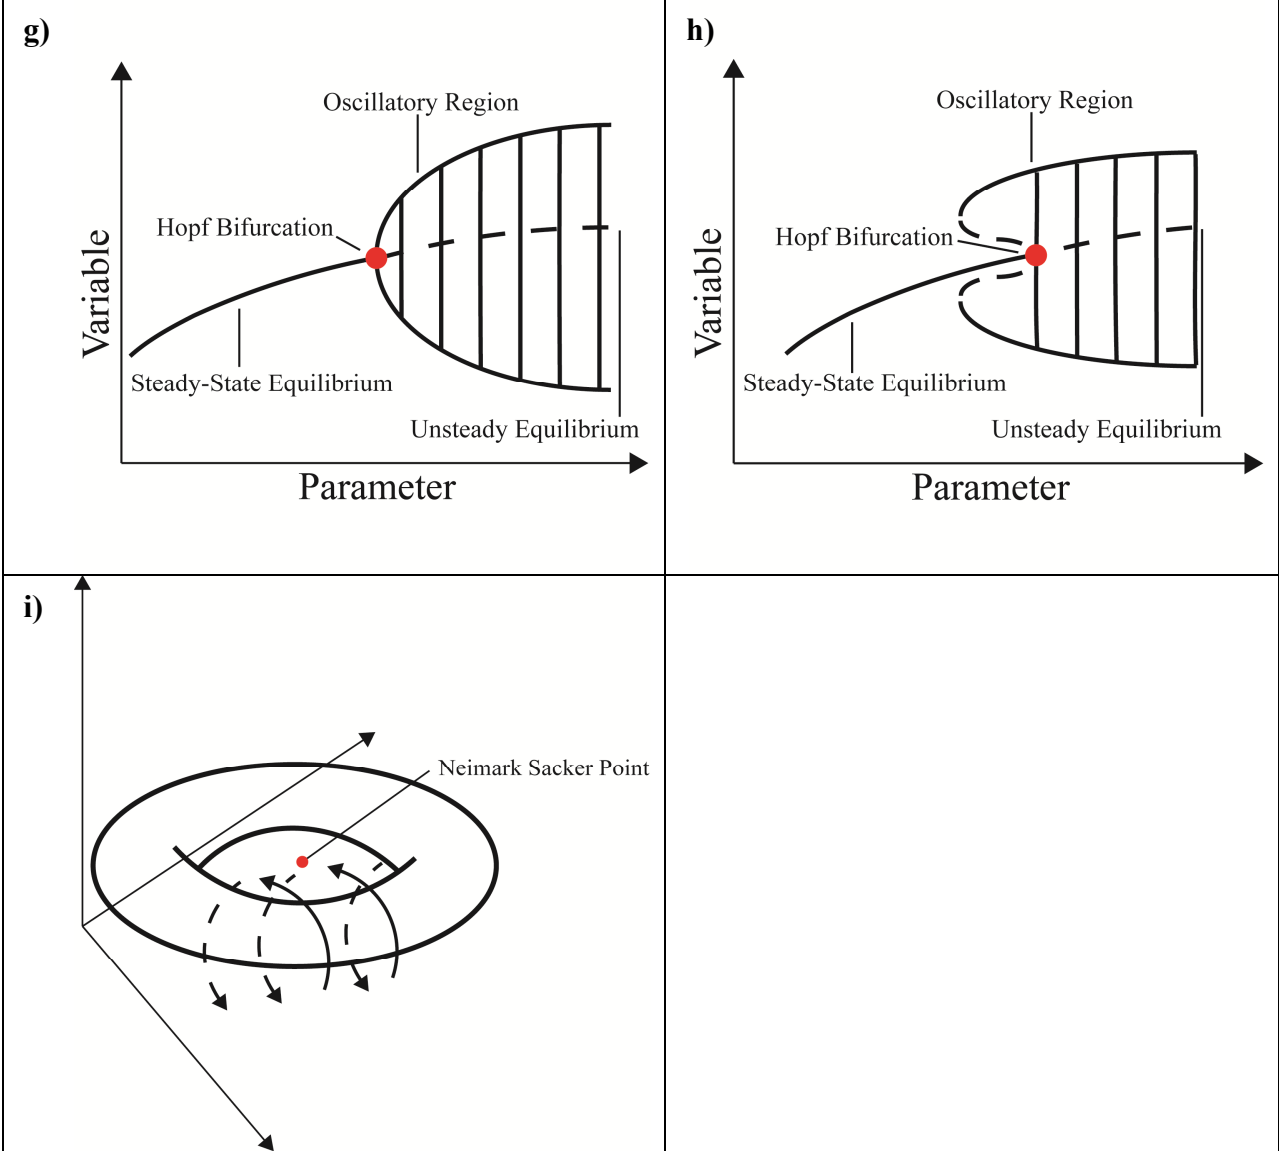 g)
Oscillatory Region
Hopf Bifurcation
Variable
Steady-State Equilibrium
Unsteady Equilibrium
Parameter
h)
Oscillatory Region
Hopf Bifurcation
Variable
Steady-State Equilibrium
Unsteady Equilibrium
Parameter
i)
Neimark Sacker Point